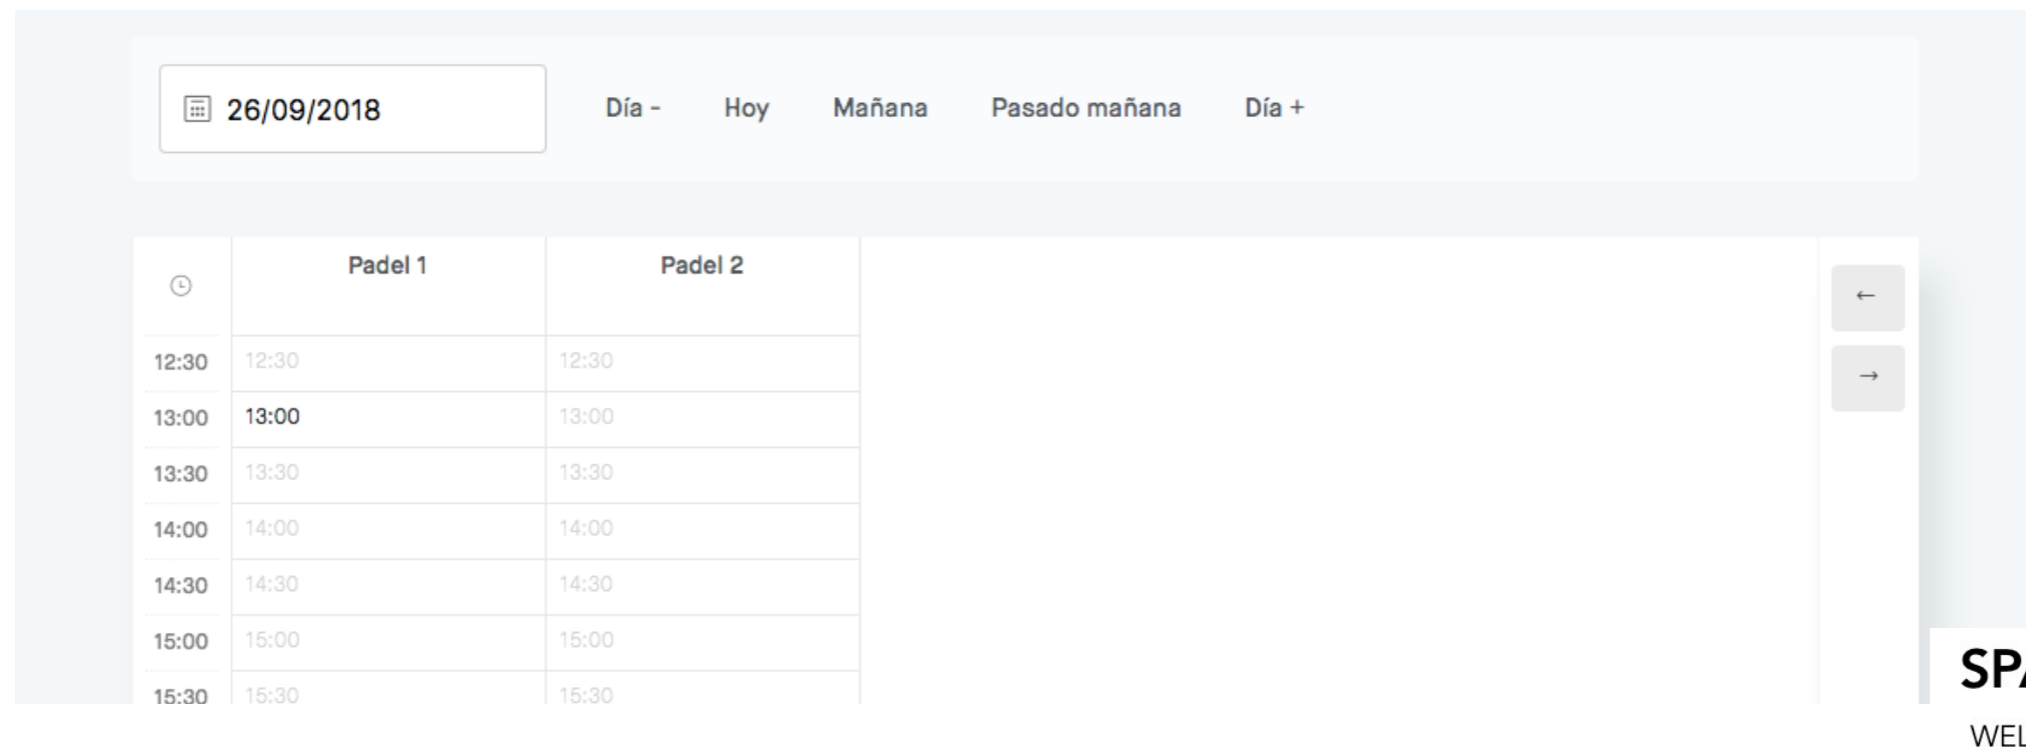 26/09/2018 Día - Hoy Mañana Pasado mañana Día +
Padel 1 Padel 2
←
12:30 12:30 12:30
→
13:00 13:00 13:00
13:30 13:30 13:30
14:00 14:00 14:00
14:30 14:30 14:30
15:00 15:00 15:00
15:30 15:30 15:30